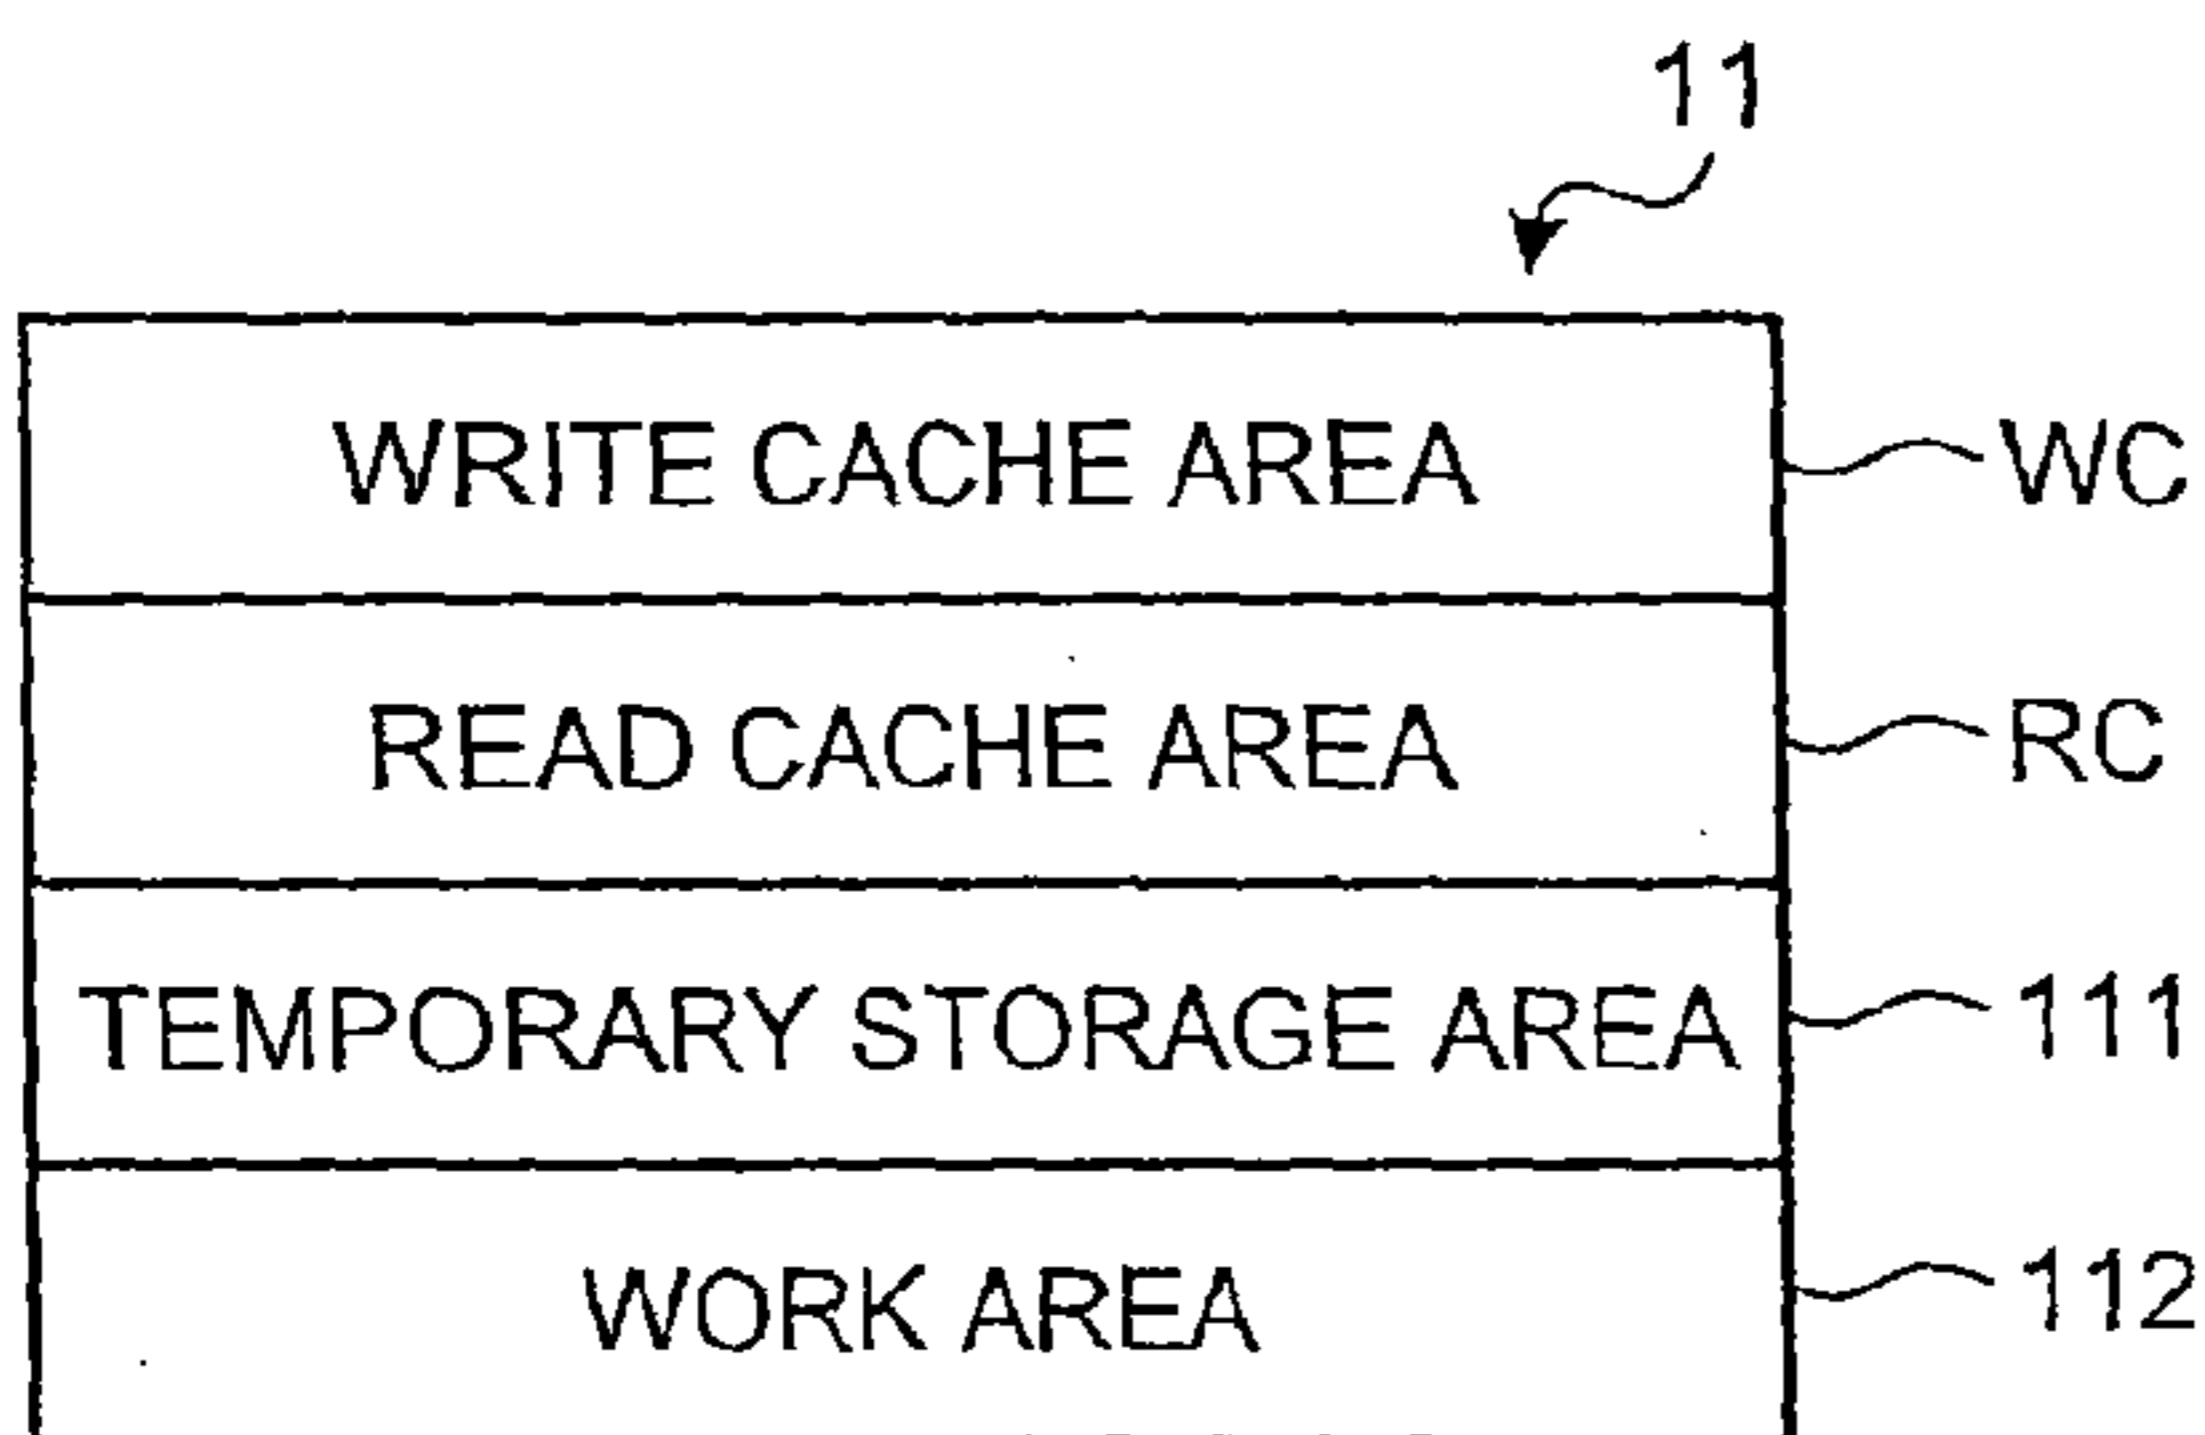 11
WRITE CACHE AREA WC
READ CACHE AREA RC
TEMPORARY STORAGE AREA 111
WORK AREA 112